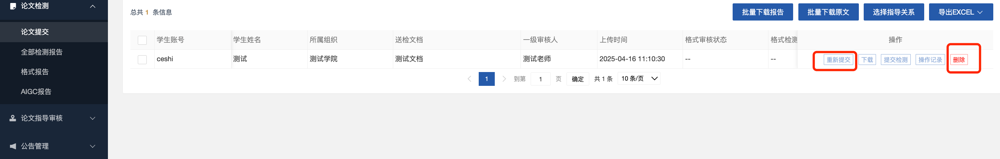 论文检测
论文提交
全部检测报告
格式报告
AIGC报告
论文指导审核
公告管理
总共 1 条信息
批量下载报告 批量下载原文 选择指导关系 导出EXCEL
学生账号 学生姓名 所属组织 送检文档 一级审核人 上传时间 格式审核状态 格式检测 操作
ceshi 测试 测试学院 测试文档 测试老师 2025-04-16 11:10:30 -- -- 重新提交 下载 提交检测 操作记录 删除
1 到第 1 页 确定 共 1 条 10 条/页